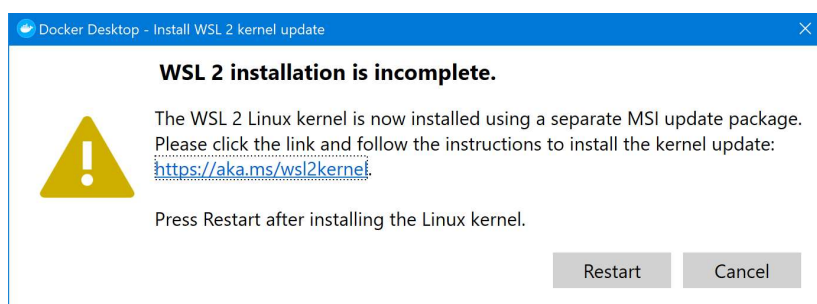 Docker Desktop - Install WSL 2 kernel update
WSL 2 installation is incomplete.
The WSL 2 Linux kernel is now installed using a separate MSI update package.
Please click the link and follow the instructions to install the kernel update:
https://aka.ms/wsl2kernel.
Press Restart after installing the Linux kernel.
Restart Cancel